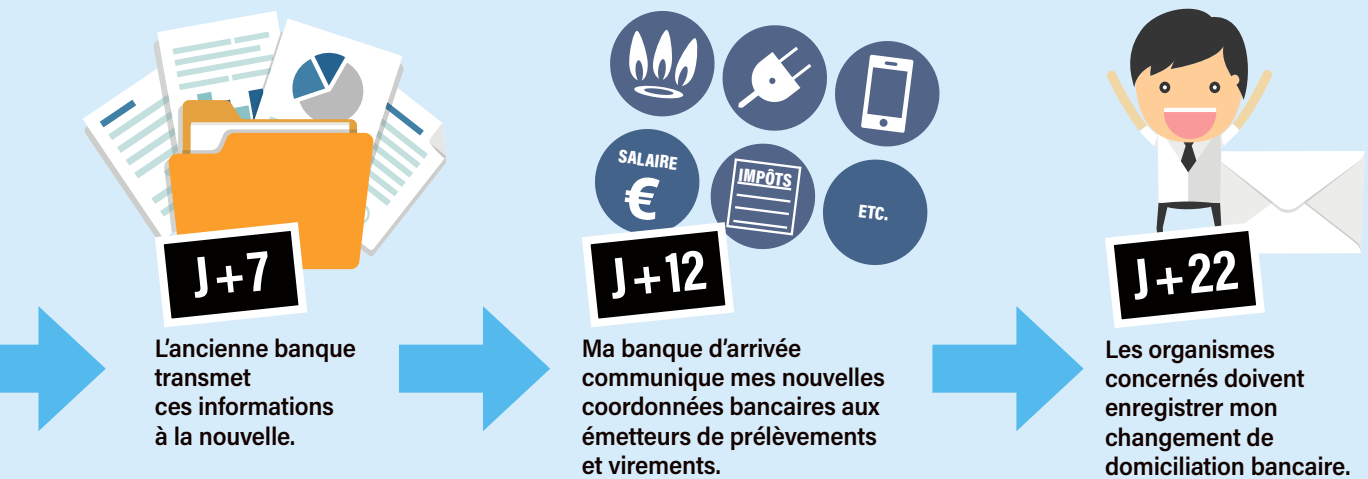 J+7
L'ancienne banque
transmet
ces informations
à la nouvelle.
SALAIRE
€
IMPÔTS
ETC.
J+12
Ma banque d'arrivée
communique mes nouvelles
coordonnées bancaires aux
émetteurs de prélèvements
et virements.
J+22
Les organismes
concernés doivent
enregistrer mon
changement de
domiciliation bancaire.